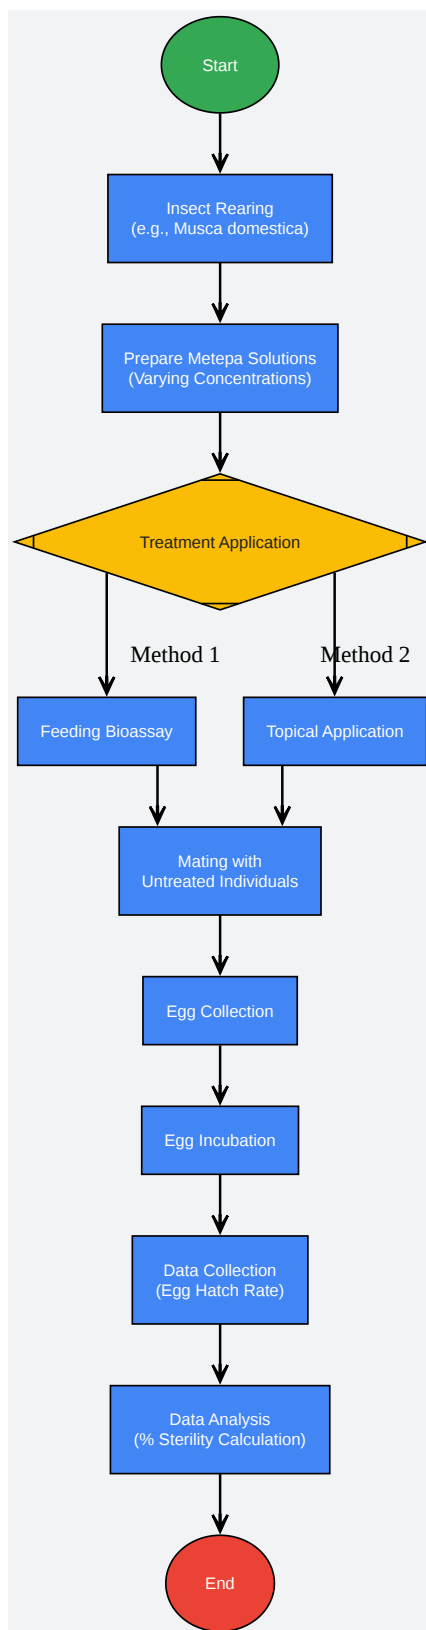 Start
Insect Rearing
(e.g., Musca domestica)
Prepare Metepa Solutions
(Varying Concentrations)
Treatment Application
Method 1
Method 2
Feeding Bioassay
Topical Application
Mating with
Untreated Individuals
Egg Collection
Egg Incubation
Data Collection
(Egg Hatch Rate)
Data Analysis
(% Sterility Calculation)
End